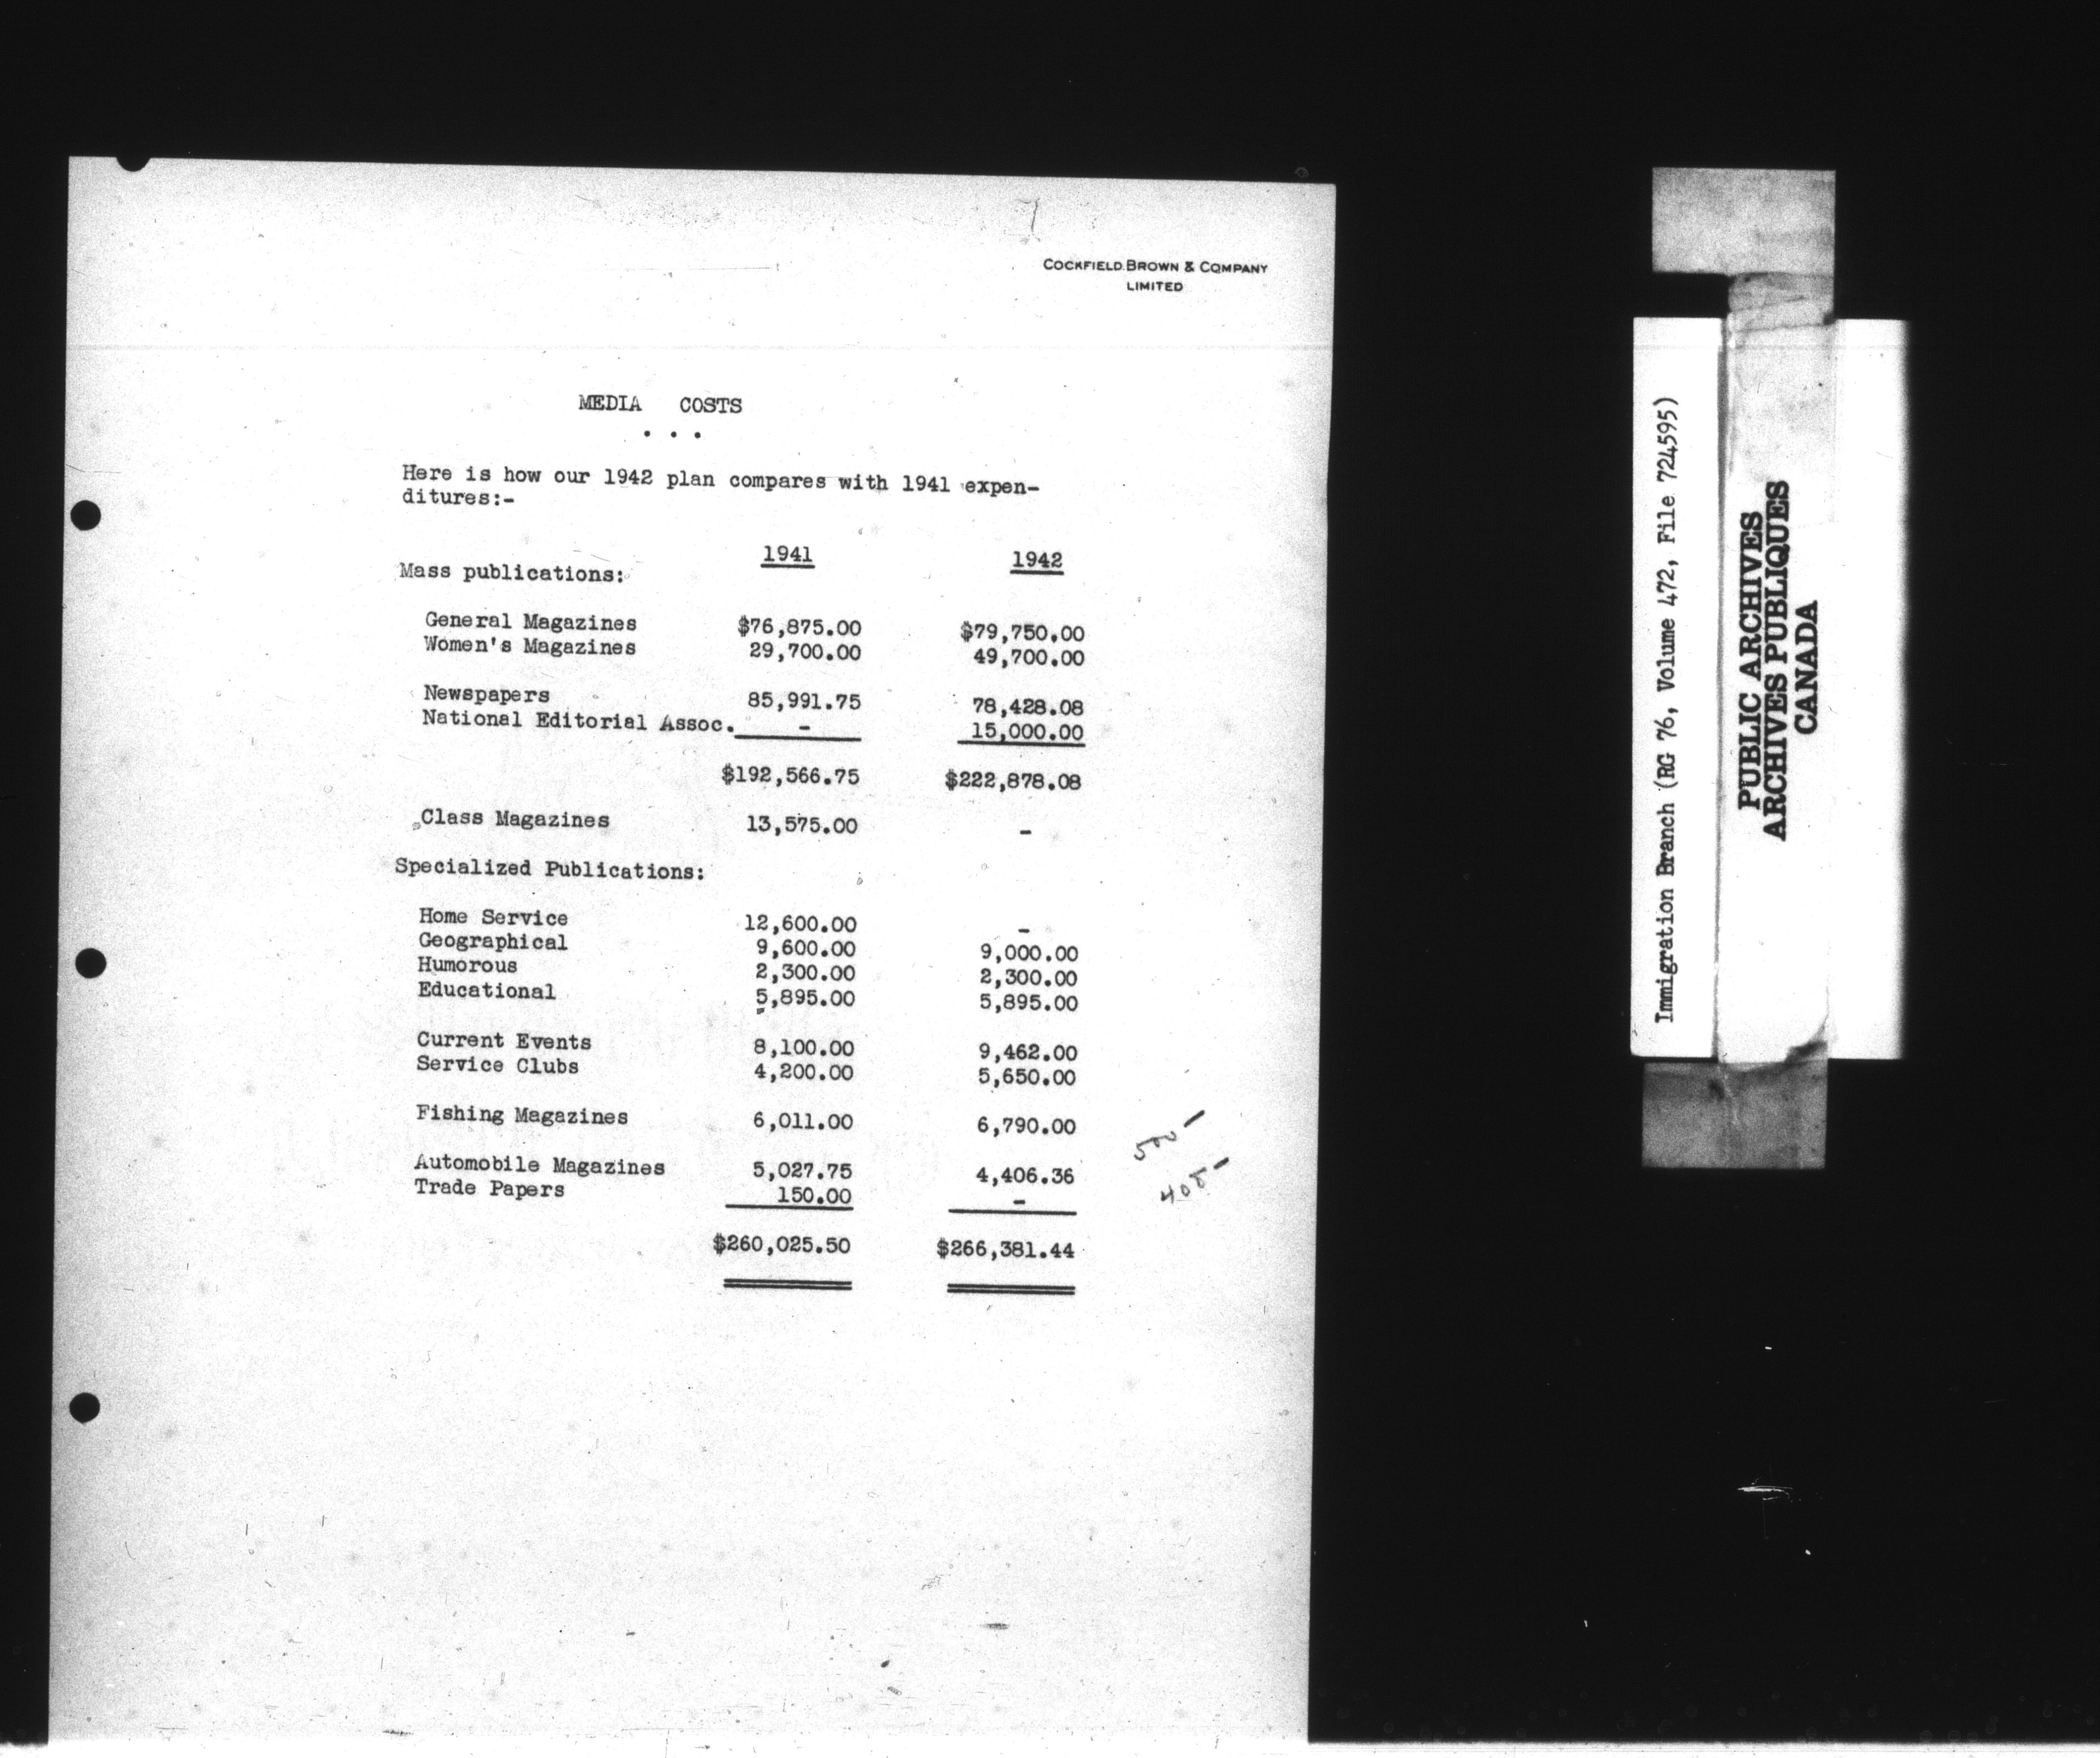 COCKFIELD, BROWN & COMPANY
LIMITED
MEDIA COSTS
. . .
Here is how our 1942 plan compares with 1941 expen-
ditures:-
1941 1942
Mass publications:
General Magazines $76,875.00 $79,750.00
Women's Magazines 29,700.00 49,700.00
Newspapers 85,991.75 78,428.08
National Editorial Assoc. - 15,000.00
$192,566.75 $222,878.08
Class Magazines 13,575.00 -
Specialized Publications:
Home Service 12,600.00 -
Geographical 9,600.00 9,000.00
Humorous 2,300.00 2,300.00
Educational 5,895.00 5,895.00
Current Events 8,100.00 9,462.00
Service Clubs 4,200.00 5,650.00
Fishing Magazines 6,011.00 6,790.00
Automobile Magazines 5,027.75 4,406.36
Trade Papers 150.00 -
$260,025.50 $266,381.44
Immigration Branch (RG 76, Volume 472, File 724595)
PUBLIC ARCHIVES
ARCHIVES PUBLIQUES
CANADA